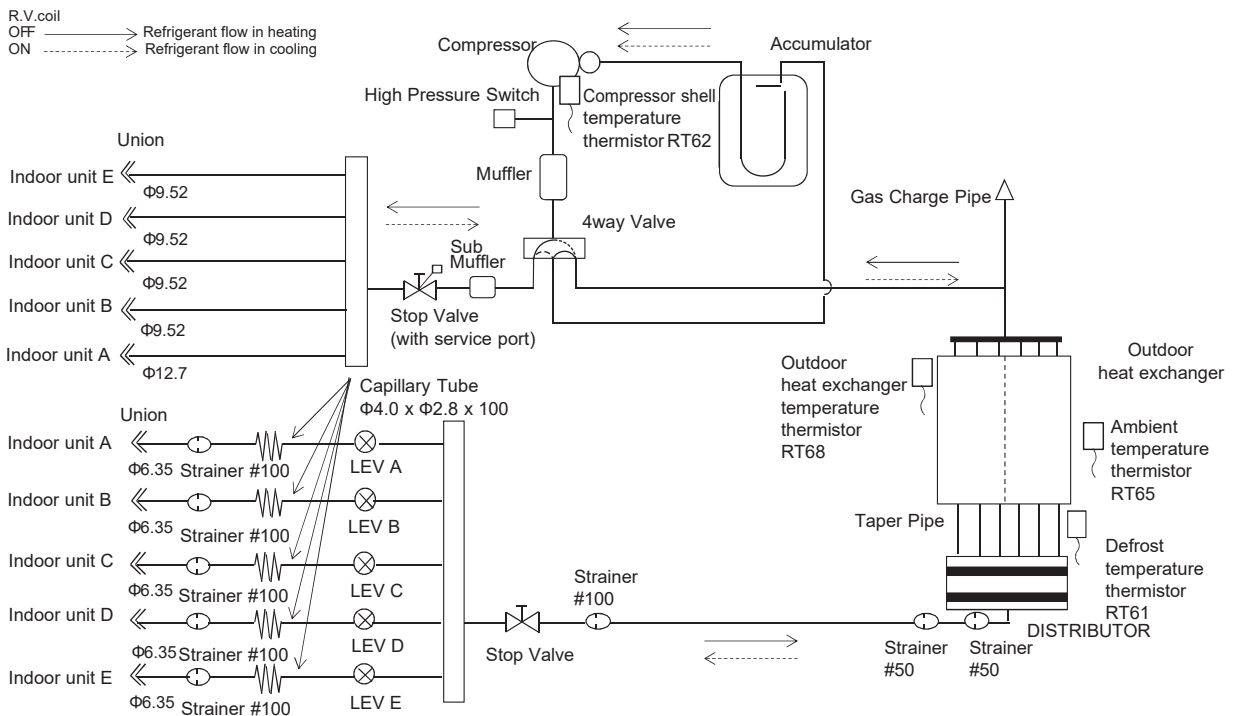 R.V.coil
OFF Refrigerant flow in heating
ON Refrigerant flow in cooling
Compressor
Accumulator
High Pressure Switch
Compressor shell
temperature
thermistor RT62
Union
Indoor unit E
Φ9.52
Indoor unit D
Φ9.52
Indoor unit C
Φ9.52
Indoor unit B
Φ9.52
Indoor unit A
Φ12.7
Muffler
4way Valve
Sub
Muffler
Stop Valve
(with service port)
Gas Charge Pipe
Outdoor
heat exchanger
temperature
thermistor
RT68
Outdoor
heat exchanger
Ambient
temperature
thermistor
RT65
Taper Pipe
Defrost
temperature
thermistor
RT61
DISTRIBUTOR
Capillary Tube
Φ4.0 x Φ2.8 x 100
Union
Indoor unit A
Φ6.35 Strainer #100
LEV A
Indoor unit B
Φ6.35 Strainer #100
LEV B
Indoor unit C
Φ6.35 Strainer #100
LEV C
Indoor unit D
Φ6.35 Strainer #100
LEV D
Indoor unit E
Φ6.35 Strainer #100
LEV E
Stop Valve
Strainer
#100
Strainer
#50
Strainer
#50